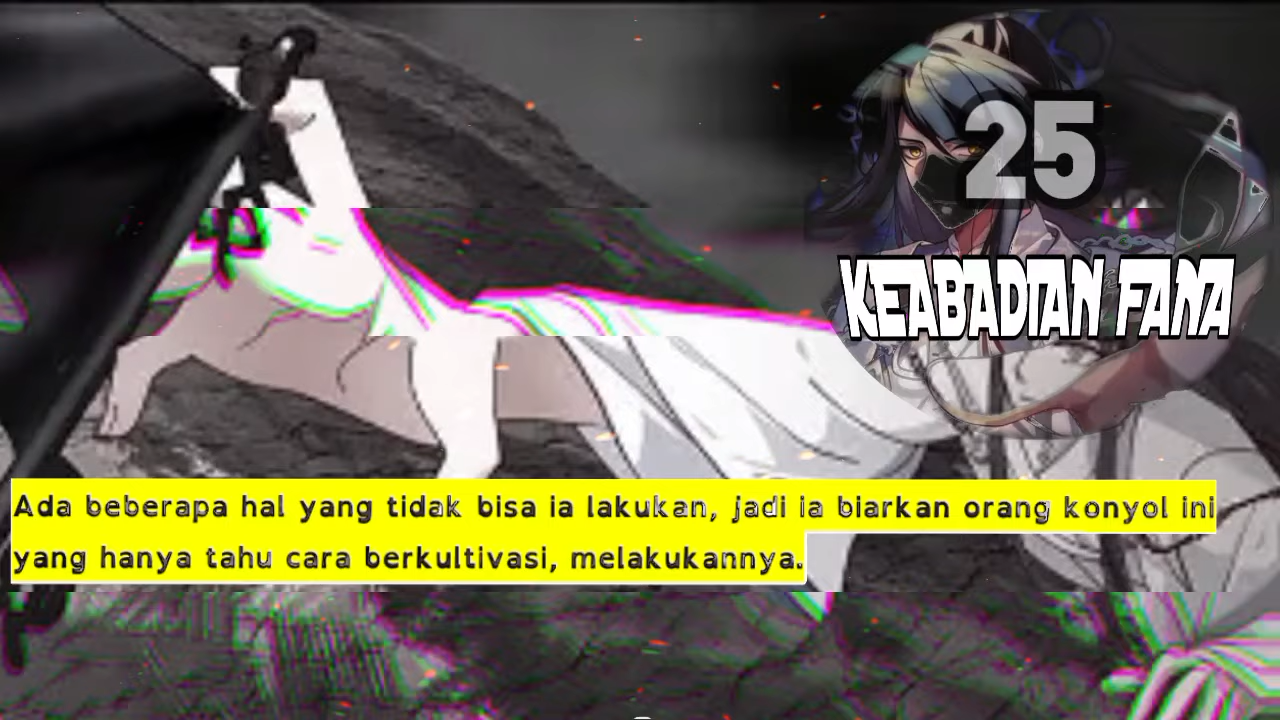 25
KEABADIAN FANA
Ada beberapa hal yang tidak bisa ia lakukan, jadi ia biarkan orang konyol ini
yang hanya tahu cara berkultivasi, melakukannya.